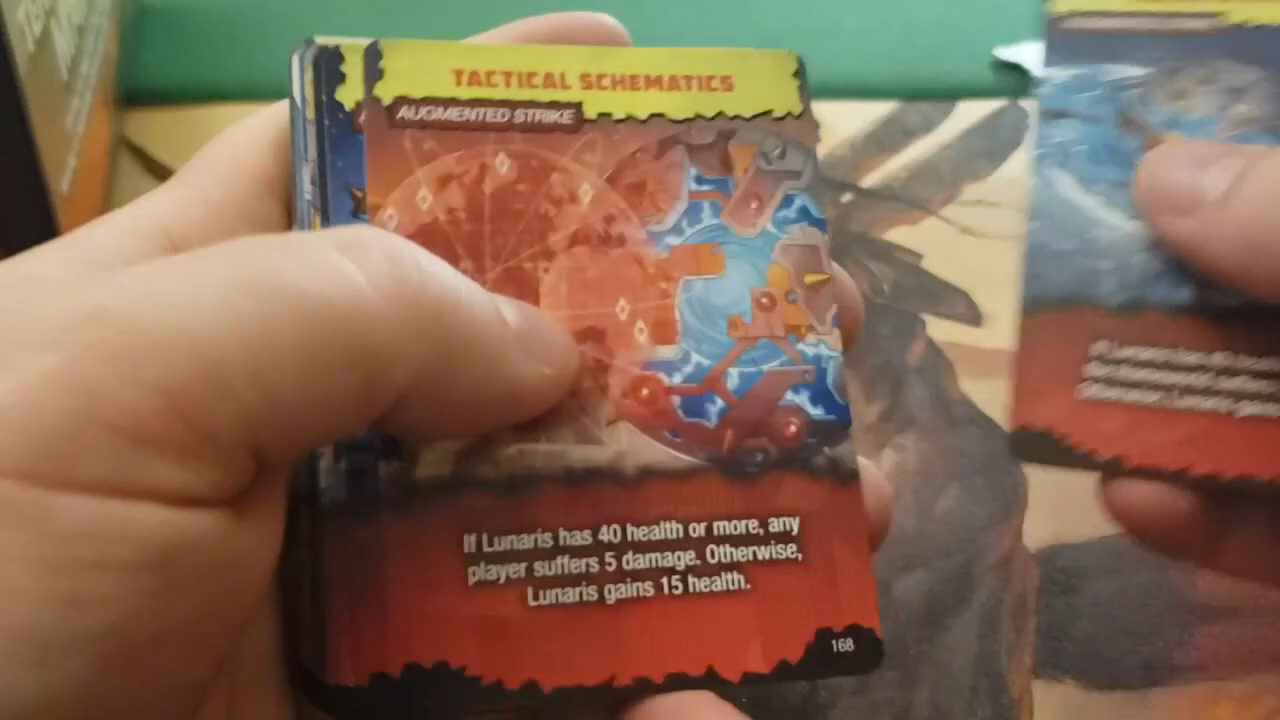 TACTICAL SCHEMATICS
AUGMENTED STRIKE
If Lunaris has 40 health or more, any
player suffers 5 damage. Otherwise,
Lunaris gains 15 health.
168